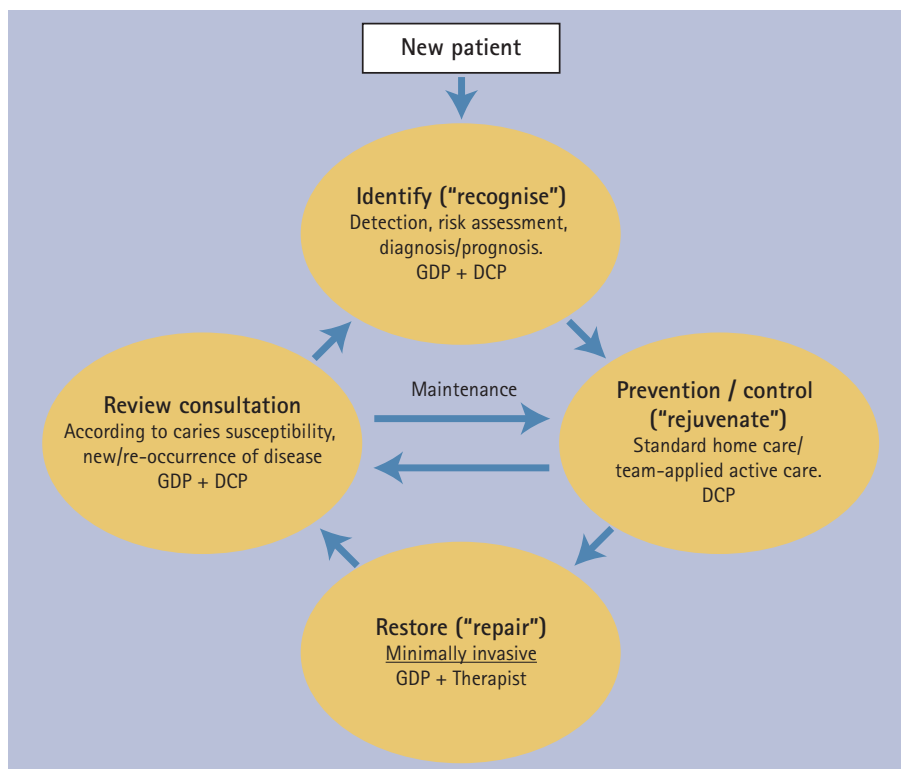 New patient
Identify (“recognise”)
Detection, risk assessment,
diagnosis/prognosis.
GDP + DCP
Maintenance
Prevention / control
(“rejuvenate”)
Standard home care/
team-applied active care.
DCP
Review consultation
According to caries susceptibility,
new/re-occurrence of disease
GDP + DCP
Restore (“repair”)
Minimally invasive
GDP + Therapist